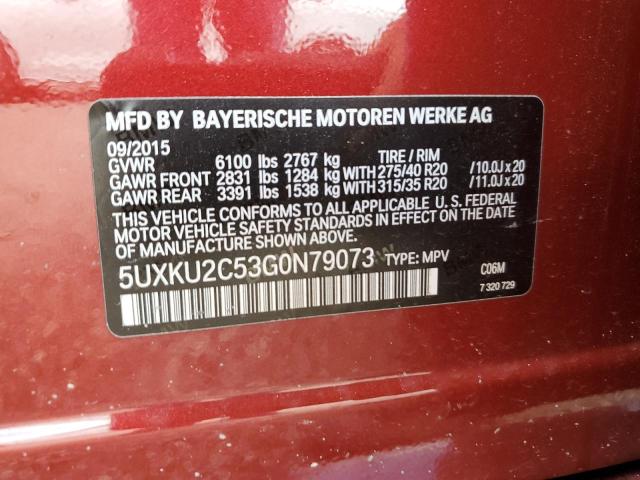 MFD BY BAYERISCHE MOTOREN WERKE AG
09/2015
GVWR 6100 lbs 2767 kg TIRE / RIM
GAWR FRONT 2831 lbs 1284 kg WITH 275/40 R20 /10.0J x 20
GAWR REAR 3391 lbs 1538 kg WITH 315/35 R20 /11.0J x 20
THIS VEHICLE CONFORMS TO ALL APPLICABLE U. S. FEDERAL
MOTOR VEHICLE SAFETY STANDARDS IN EFFECT ON THE DATE
OF MANUFACTURE SHOWN ABOVE.
5UXKU2C53G0N79073 TYPE: MPV C06M
7 320 729